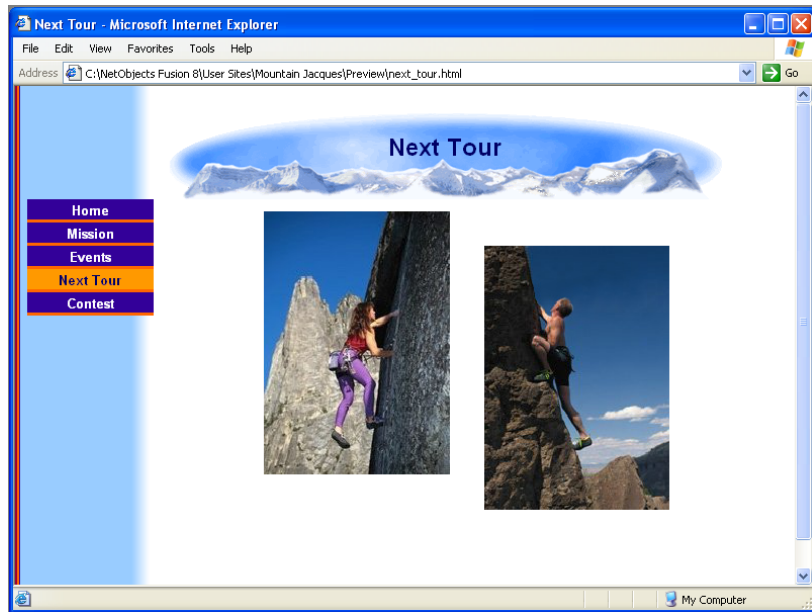 Next Tour - Microsoft Internet Explorer
File Edit View Favorites Tools Help
Address C:\NetObjects Fusion 8\User Sites\Mountain Jacques\Preview\next_tour.html Go
Next Tour
Home
Mission
Events
Next Tour
Contest
My Computer